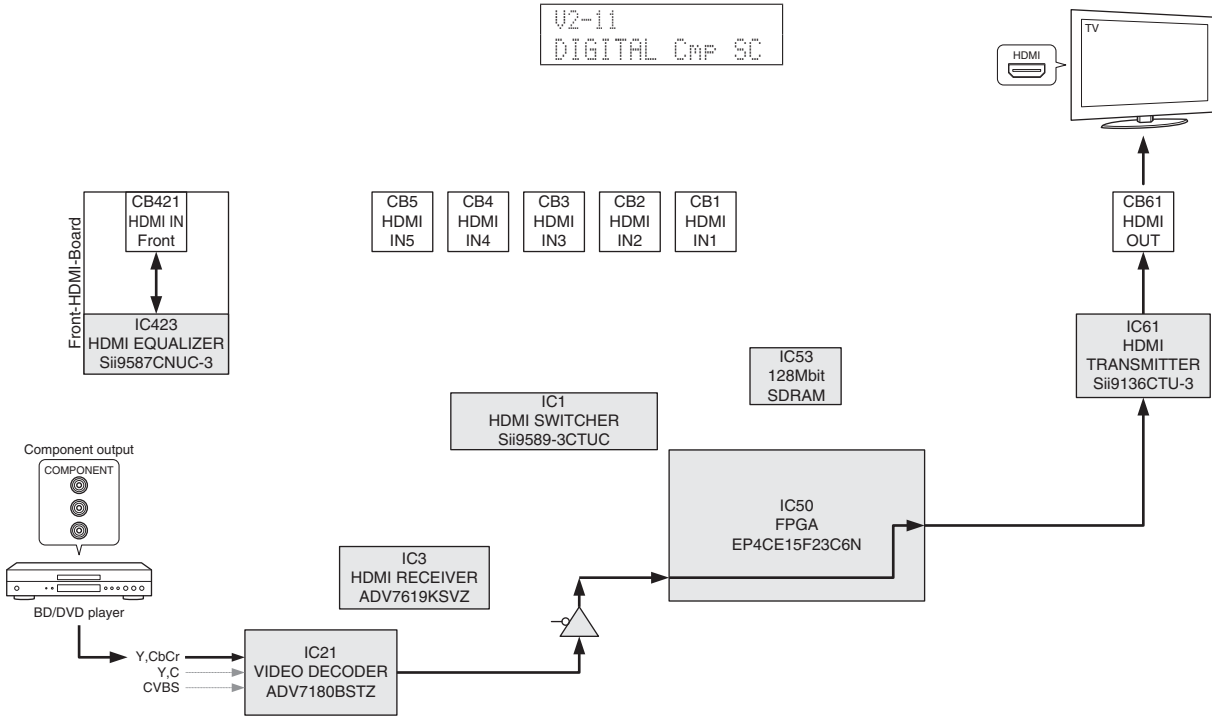 V2-11
DIGITAL Cmp SC
TV
HDMI
CB421
HDMI IN
Front
CB5
HDMI
IN5
CB4
HDMI
IN4
CB3
HDMI
IN3
CB2
HDMI
IN2
CB1
HDMI
IN1
CB61
HDMI
OUT
Front-HDMI-Board
IC423
HDMI EQUALIZER
Sii9587CNUC-3
IC61
HDMI
TRANSMITTER
Sii9136CTU-3
IC53
128Mbit
SDRAM
IC1
HDMI SWITCHER
Sii9589-3CTUC
Component output
COMPONENT
BD/DVD player
IC50
FPGA
EP4CE15F23C6N
IC3
HDMI RECEIVER
ADV7619KSVZ
Y,CbCr
Y,C
CVBS
IC21
VIDEO DECODER
ADV7180BSTZ